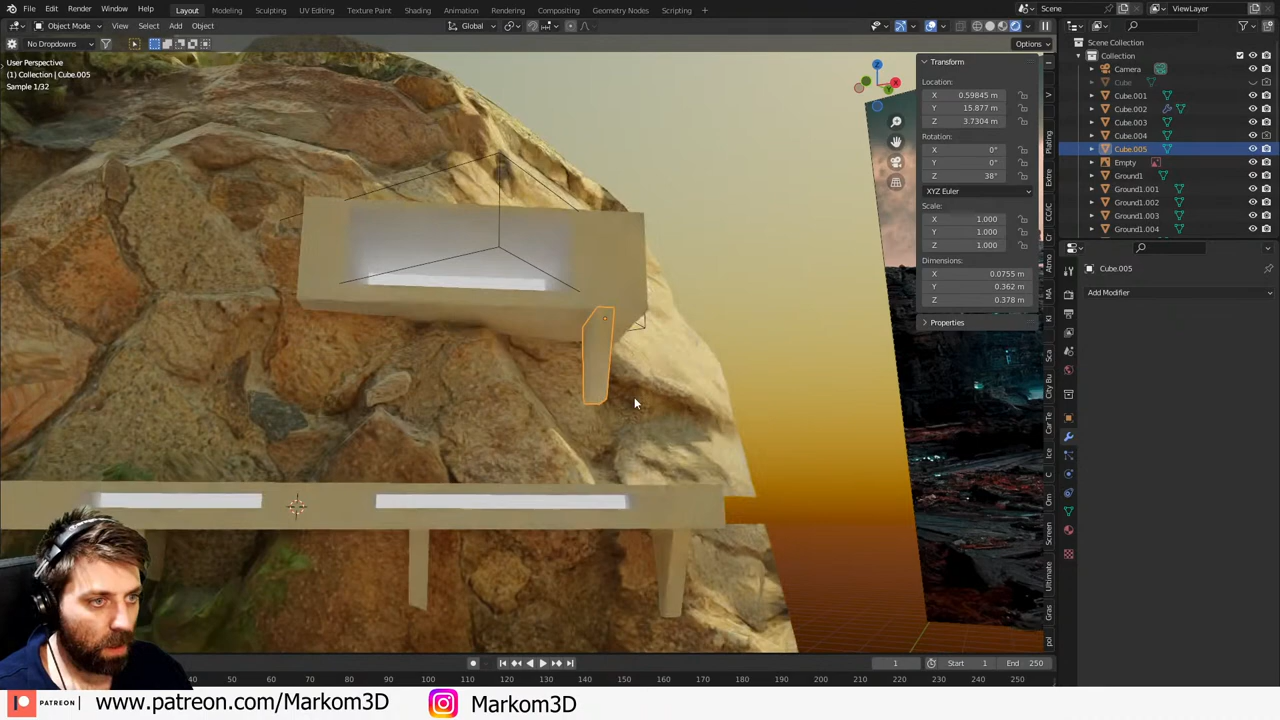 File Edit Render Window Help Layout Modeling Sculpting UV Editing Texture Paint Shading Animation Rendering Compositing Geometry Nodes Scripting Scene ViewLayer
Object Mode View Select Add Object Global
No Dropdowns Options
User Perspective
(1) Collection | Cube.005
Sample 1/32
Transform
Location:
X 0.59845 m
Y 15.877 m
Z 3.7304 m
Rotation:
X 0°
Y 0°
Z 38°
XYZ Euler
Scale:
X 1.000
Y 1.000
Z 1.000
Dimensions:
X 0.0755 m
Y 0.362 m
Z 0.378 m
Properties
Scene Collection
Collection
Camera
Cube
Cube.001
Cube.002
Cube.003
Cube.004
Cube.005
Empty
Ground1
Ground1.001
Ground1.002
Ground1.003
Ground1.004
Cube.005
Add Modifier
1 Start 1 End 250
40 50 60 70 80 90 100 110 120 130 140 150 160 170 180 190 200 210 220 230 240 250
PATREON www.patreon.com/Markom3D Markom3D